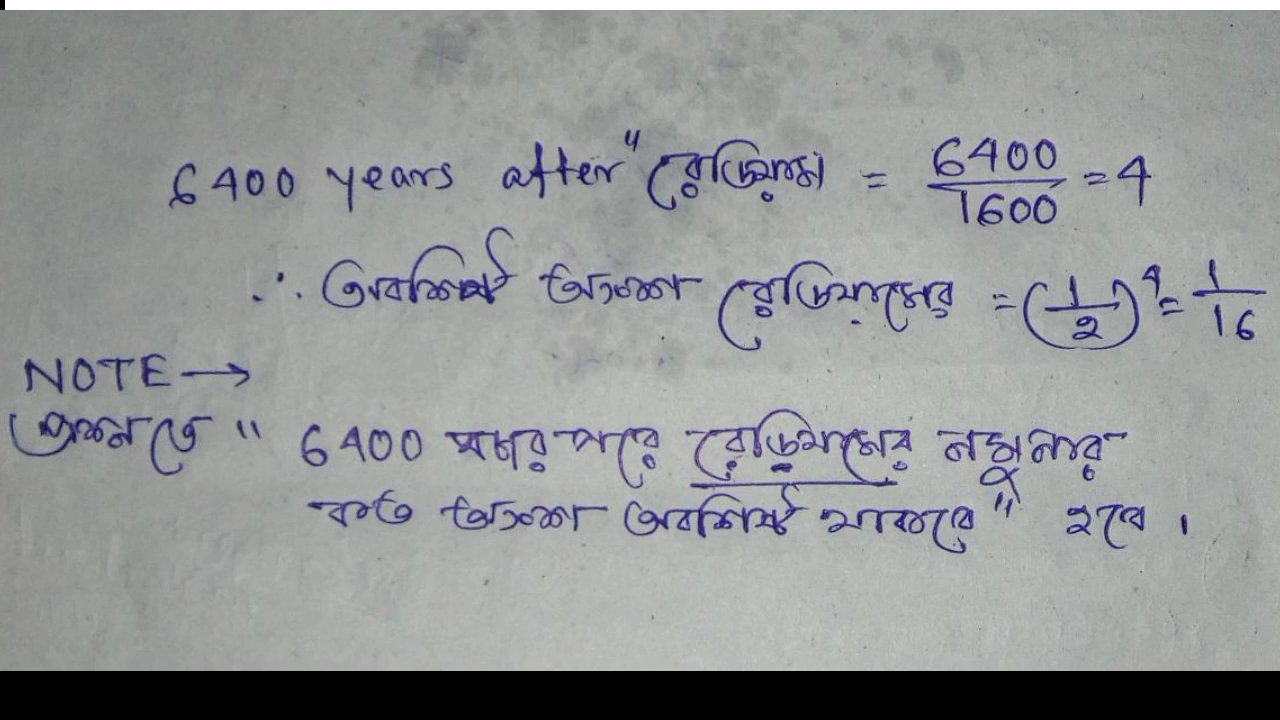 6400 years after " রেডিয়াম = 6400/1600 = 4
∴ অবশিষ্ট অংশ রেডিয়ামের = (1/2)^4 = 1/16
NOTE →
প্রশ্নতে " 6400 বছর পরে রেডিয়ামের নমুনার
কত অংশ অবশিষ্ট থাকবে" হবে ।